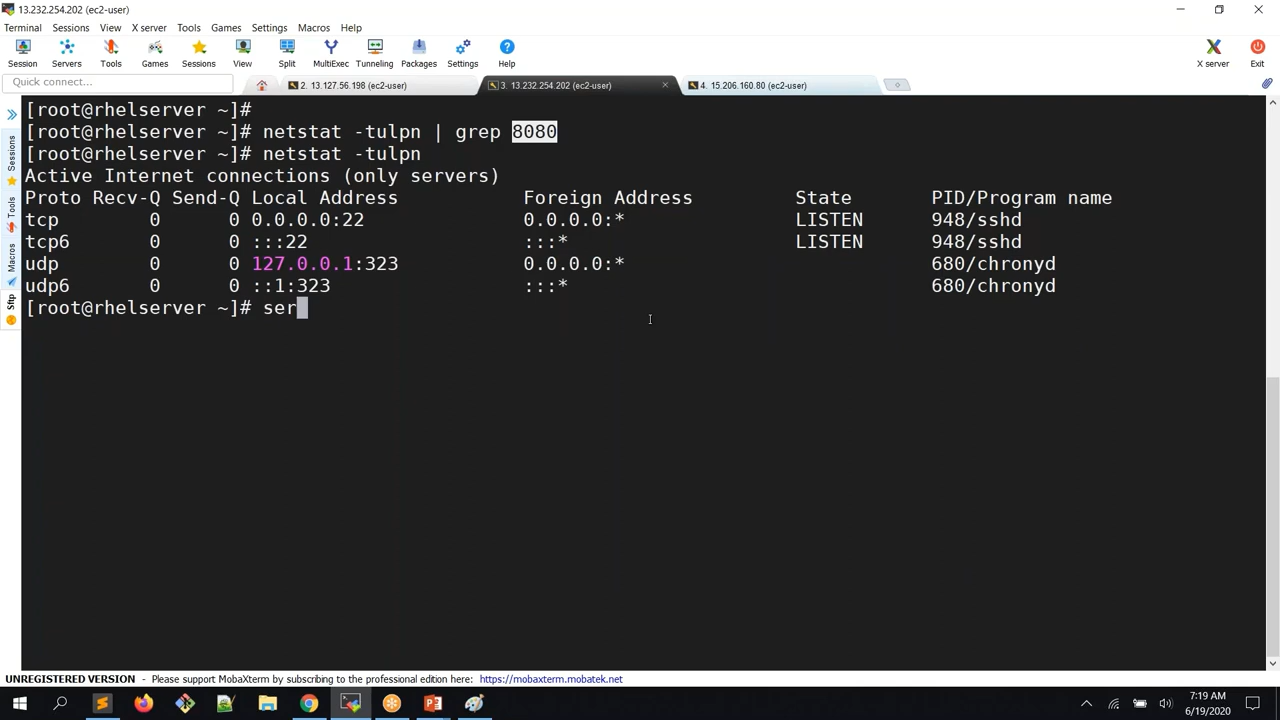 13.232.254.202 (ec2-user)
Terminal Sessions View X server Tools Games Settings Macros Help
Session Servers Tools Games Sessions View Split MultiExec Tunneling Packages Settings Help X server Exit
Quick connect...
2. 13.127.56.198 (ec2-user)
3. 13.232.254.202 (ec2-user)
4. 15.206.160.80 (ec2-user)
Sessions
Tools
Macros
Sftp
[root@rhelserver ~]#
[root@rhelserver ~]# netstat -tulpn | grep 8080
[root@rhelserver ~]# netstat -tulpn
Active Internet connections (only servers)
Proto Recv-Q Send-Q Local Address Foreign Address State PID/Program name
tcp 0 0 0.0.0.0:22 0.0.0.0:* LISTEN 948/sshd
tcp6 0 0 :::22 :::* LISTEN 948/sshd
udp 0 0 127.0.0.1:323 0.0.0.0:* 680/chronyd
udp6 0 0 ::1:323 :::* 680/chronyd
[root@rhelserver ~]# ser
UNREGISTERED VERSION - Please support MobaXterm by subscribing to the professional edition here: https://mobaxterm.mobatek.net
7:19 AM
6/19/2020